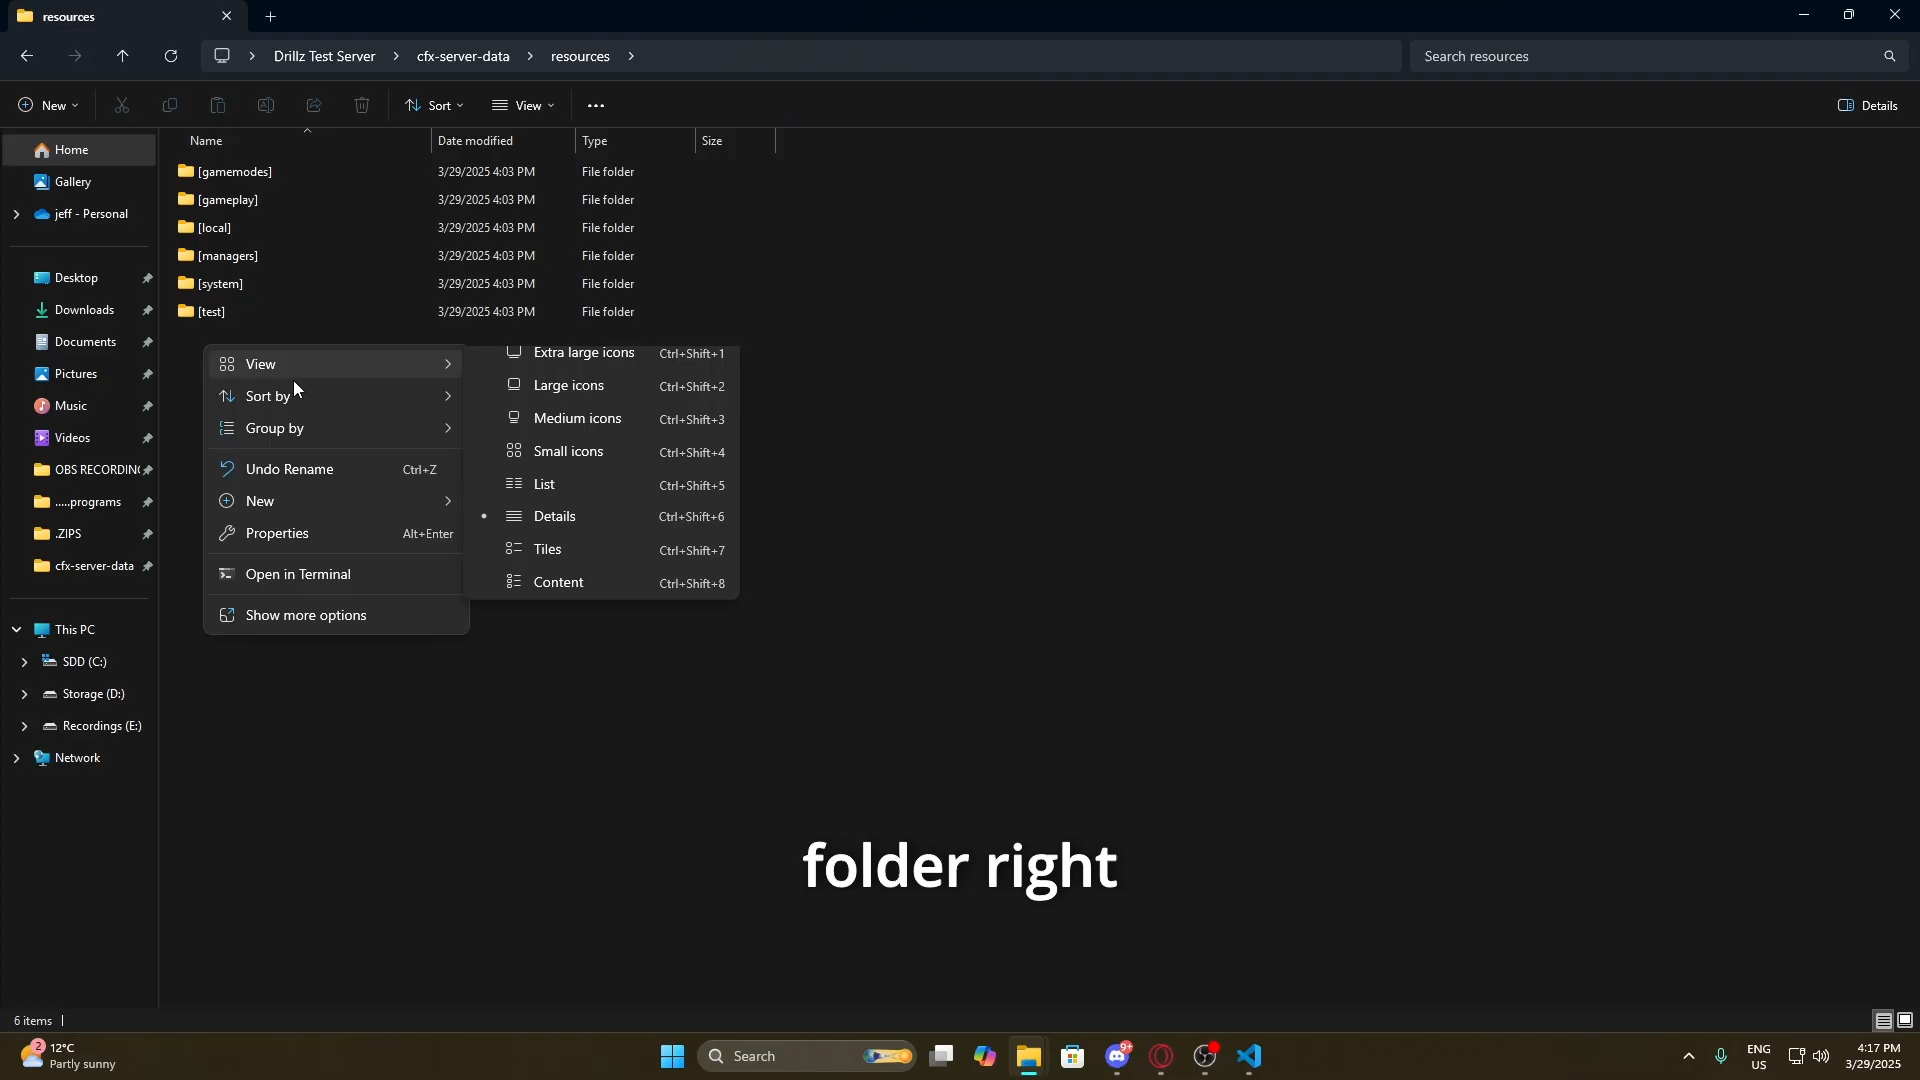 resources
Drillz Test Server
cfx-server-data
resources
Search resources
New
Sort
View
Details
Name
Date modified
Type
Size
[gamemodes] 3/29/2025 4:03 PM File folder
[gameplay] 3/29/2025 4:03 PM File folder
[local] 3/29/2025 4:03 PM File folder
[managers] 3/29/2025 4:03 PM File folder
[system] 3/29/2025 4:03 PM File folder
[test] 3/29/2025 4:03 PM File folder
Home
Gallery
jeff - Personal
Desktop
Downloads
Documents
Pictures
Music
Videos
OBS RECORDIN
.....programs
.ZIPS
cfx-server-data
This PC
SDD (C:)
Storage (D:)
Recordings (E:)
Network
View
Sort by
Group by
Undo Rename Ctrl+Z
New
Properties Alt+Enter
Open in Terminal
Show more options
Extra large icons Ctrl+Shift+1
Large icons Ctrl+Shift+2
Medium icons Ctrl+Shift+3
Small icons Ctrl+Shift+4
List Ctrl+Shift+5
Details Ctrl+Shift+6
Tiles Ctrl+Shift+7
Content Ctrl+Shift+8
folder right
6 items
2
12°C
Partly sunny
Search
9+
ENG
US
4:17 PM
3/29/2025